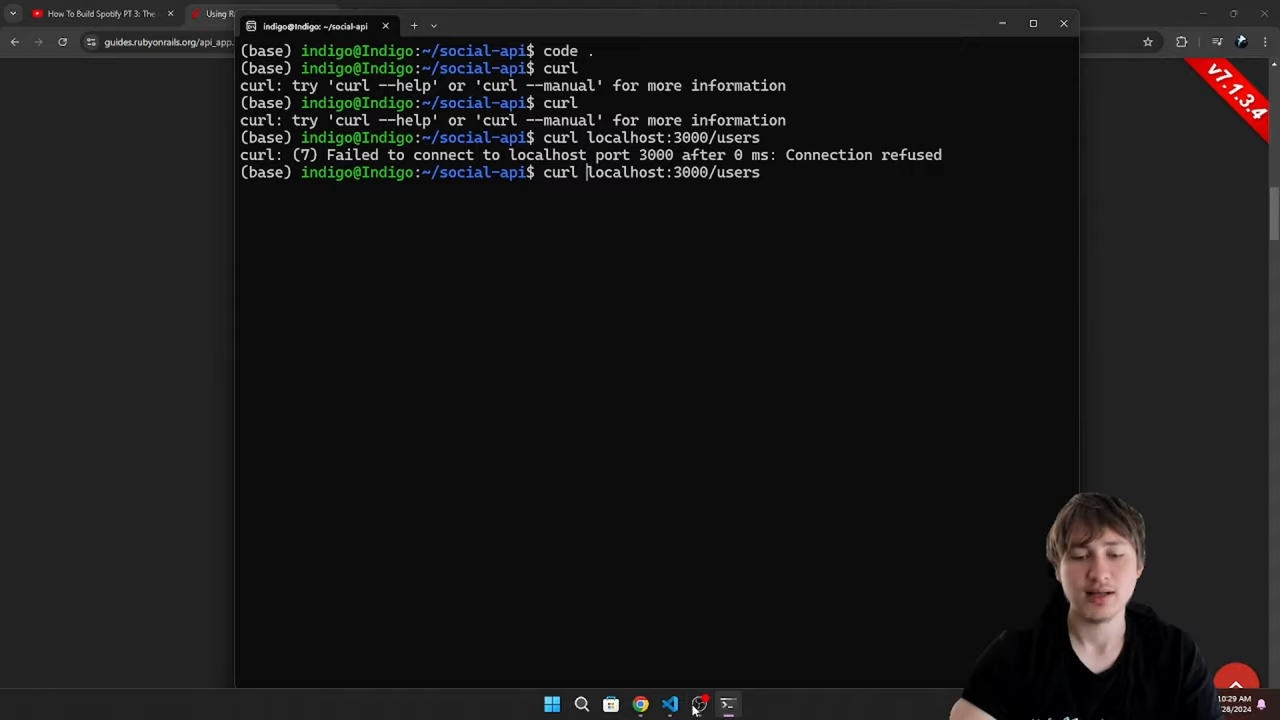 How To Build Spotify PT 3: The
Using R
indigo@Indigo: ~/social-api
guides.rubyonrails.org/api_app.
v7.1.3.4
(base) indigo@Indigo:~/social-api$ code .
(base) indigo@Indigo:~/social-api$ curl
curl: try 'curl --help' or 'curl --manual' for more information
(base) indigo@Indigo:~/social-api$ curl
curl: try 'curl --help' or 'curl --manual' for more information
(base) indigo@Indigo:~/social-api$ curl localhost:3000/users
curl: (7) Failed to connect to localhost port 3000 after 0 ms: Connection refused
(base) indigo@Indigo:~/social-api$ curl localhost:3000/users
10:29 AM
/28/2024